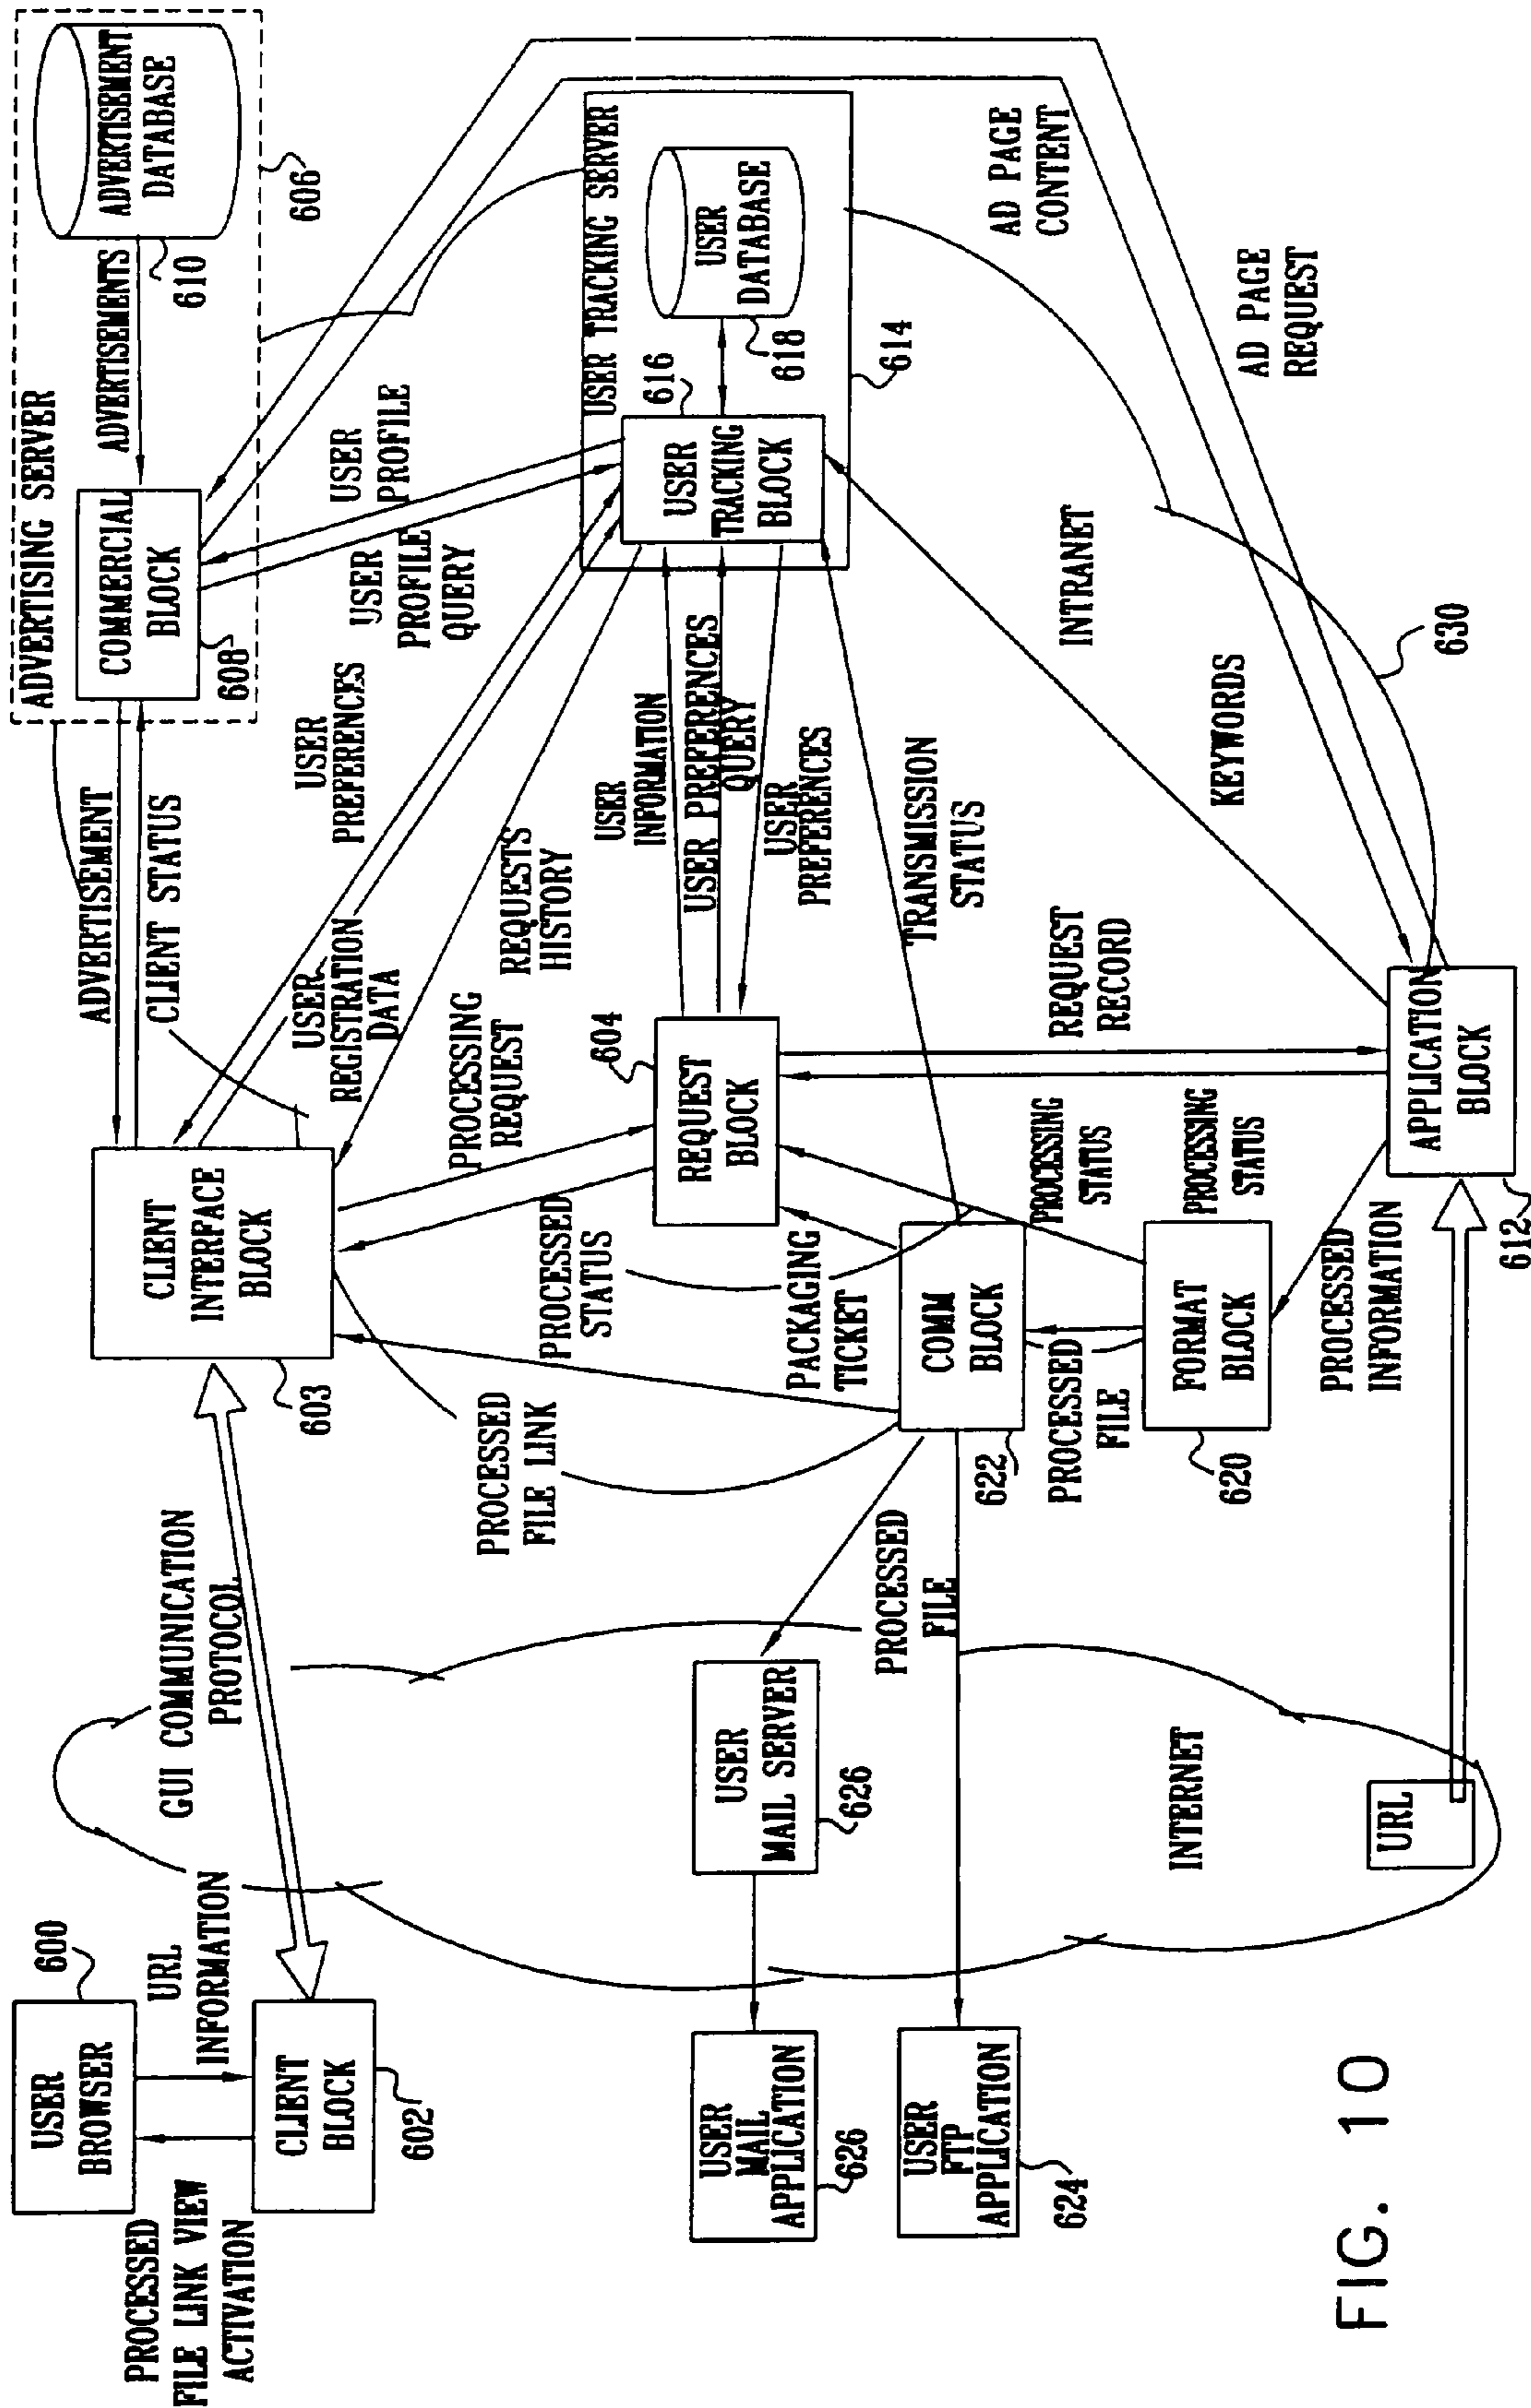 USER
BROWSER
600
PROCESSED
FILE LINK VIEW
ACTIVATION
URL
INFORMATION
CLIENT
BLOCK
602
GUI COMMUNICATION
PROTOCOL
CLIENT
INTERFACE
BLOCK
603
ADVERTISEMENT
CLIENT STATUS
ADVERTISING SERVER
COMMERCIAL
BLOCK
608
ADVERTISEMENTS
ADVERTISEMENT
DATABASE
610
606
USER
PREFERENCES
USER
REGISTRATION
DATA
USER
PROFILE
USER
PROFILE
QUERY
REQUESTS
HISTORY
PROCESSING
REQUEST
PROCESSED
STATUS
PROCESSED
FILE LINK
USER TRACKING SERVER
USER
TRACKING
BLOCK
616
USER
DATABASE
618
614
USER
INFORMATION
USER PREFERENCES
QUERY
USER
PREFERENCES
604
REQUEST
BLOCK
USER
MAIL
APPLICATION
626
USER
MAIL SERVER
626
PACKAGING
TICKET
PROCESSED
FILE
TRANSMISSION
STATUS
USER
FTP
APPLICATION
624
COMM
BLOCK
622
PROCESSED
FILE
PROCESSING
STATUS
REQUEST
RECORD
INTRANET
AD PAGE
CONTENT
FORMAT
BLOCK
620
PROCESSING
STATUS
INTERNET
KEYWORDS
AD PAGE
REQUEST
PROCESSED
INFORMATION
630
URL
APPLICATION
BLOCK
612
FIG. 10